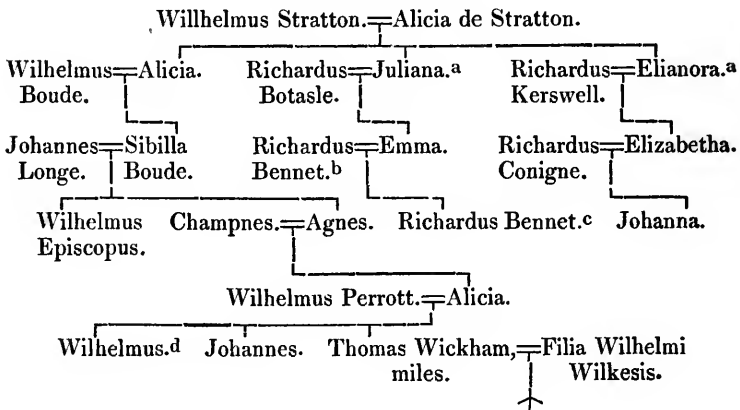 Willhelmus Stratton.═Alicia de Stratton.
Wilhelmus═Alicia. Richardus═Juliana.a Richardus═Elianora.a
Boude. Botasle. Kerswell.
Johannes═Sibilla Richardus═Emma. Richardus═Elizabetha.
Longe. Boude. Bennet.b Conigne.
Wilhelmus Champnes.═Agnes. Richardus Bennet.c Johanna.
Episcopus.
Wilhelmus Perrott.═Alicia.
Wilhelmus.d Johannes. Thomas Wickham,═Filia Wilhelmi
miles. Wilkesis.